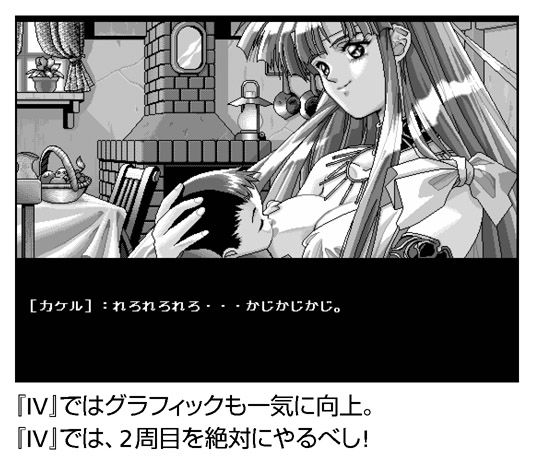 [カケル]：れろれろれろ・・・かじかじかじ。
『Ⅳ』ではグラフィックも一気に向上。
『Ⅳ』では、2周目を絶対にやるべし!